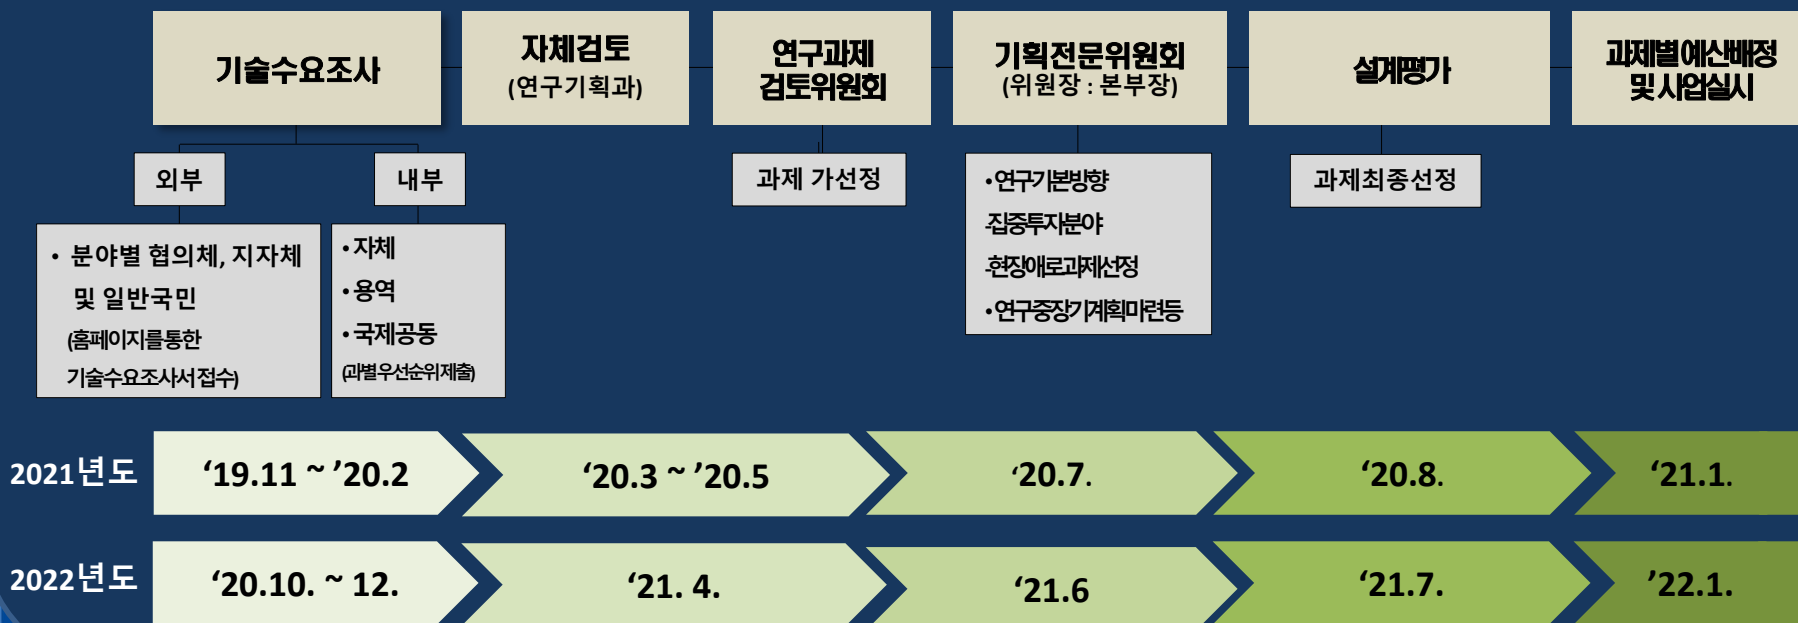 기술수요조사
자체검토
(연구기획과)
연구과제
검토위원회
기획전문위원회
(위원장 : 본부장)
설계평가
과제별예산배정
및 사업실시
외부
내부
과제 가선정
과제최종선정
• 분야별 협의체, 지자체
및 일반국민
(홈페이지를통한
기술수요조사서접수)
• 자체
• 용역
• 국제공동
(과별우선순위제출)
•연구기본방향
-집중투자분야
-현장애로과제선정
•연구중장기계획마련등
2021년도
‘19.11 ~ ’20.2
‘20.3 ~ ’20.5
‘20.7.
‘20.8.
‘21.1.
2022년도
‘20.10. ~ 12.
‘21. 4.
‘21.6
‘21.7.
’22.1.